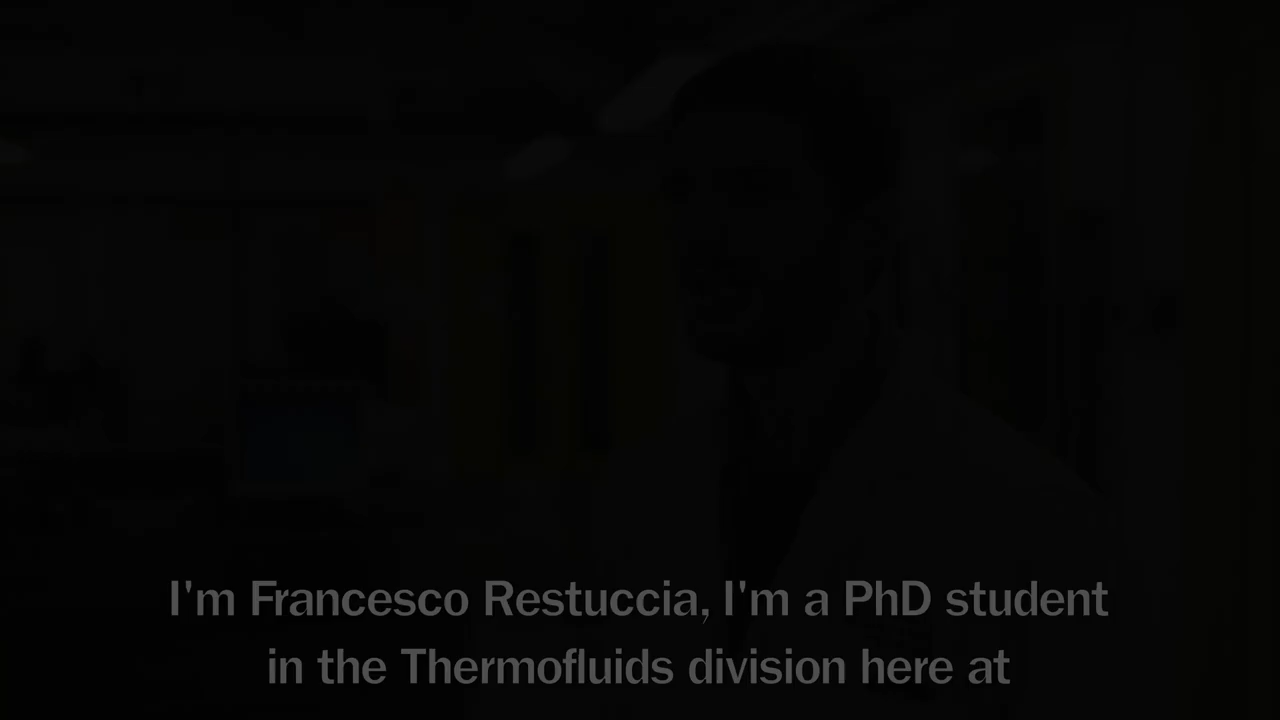 I'm Francesco Restuccia, I'm a PhD student
in the Thermofluids division here at